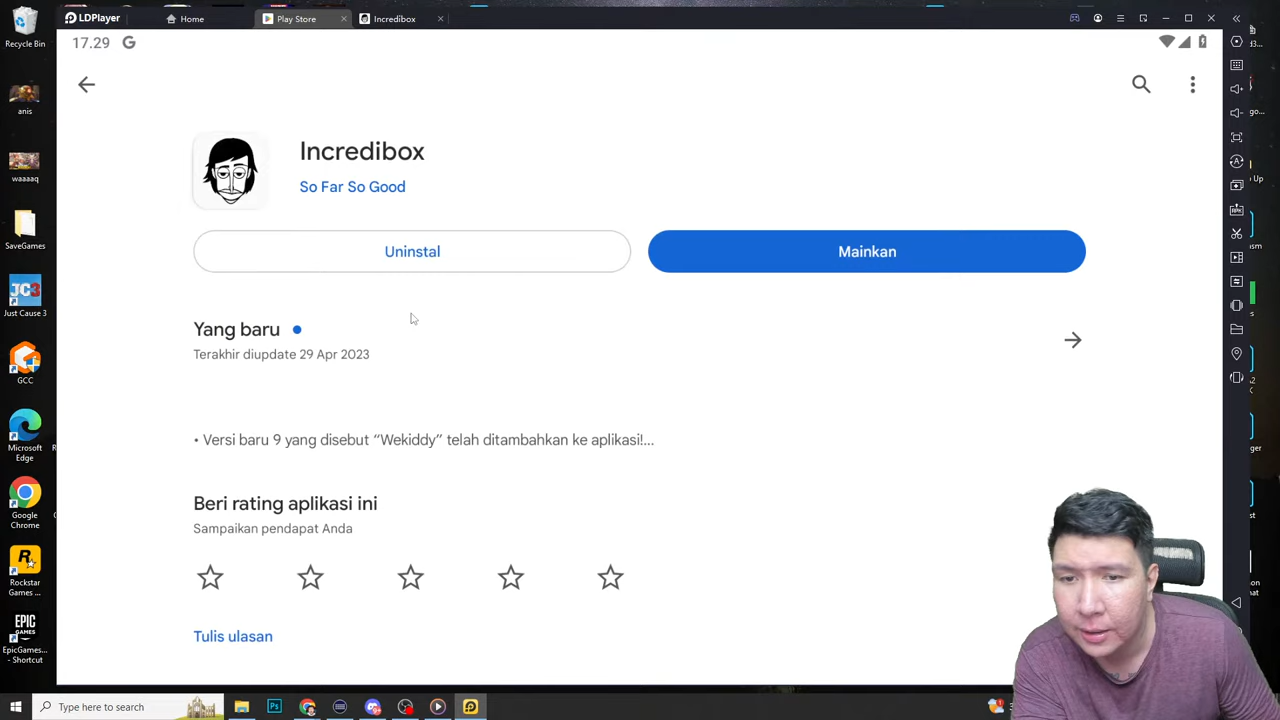 LDPlayer
Home
Play Store
Incredibox
17.29
Incredibox
So Far So Good
Uninstal
Mainkan
Yang baru
Terakhir diupdate 29 Apr 2023
• Versi baru 9 yang disebut “Wekiddy” telah ditambahkan ke aplikasi!...
Beri rating aplikasi ini
Sampaikan pendapat Anda
Tulis ulasan
Recycle Bin
anis
waaaaq
SaveGames
Just Cause 3
GCC
Microsoft
Edge
Google
Chrome
Rockstar
Games ...
EpicGames...
- Shortcut
Type here to search